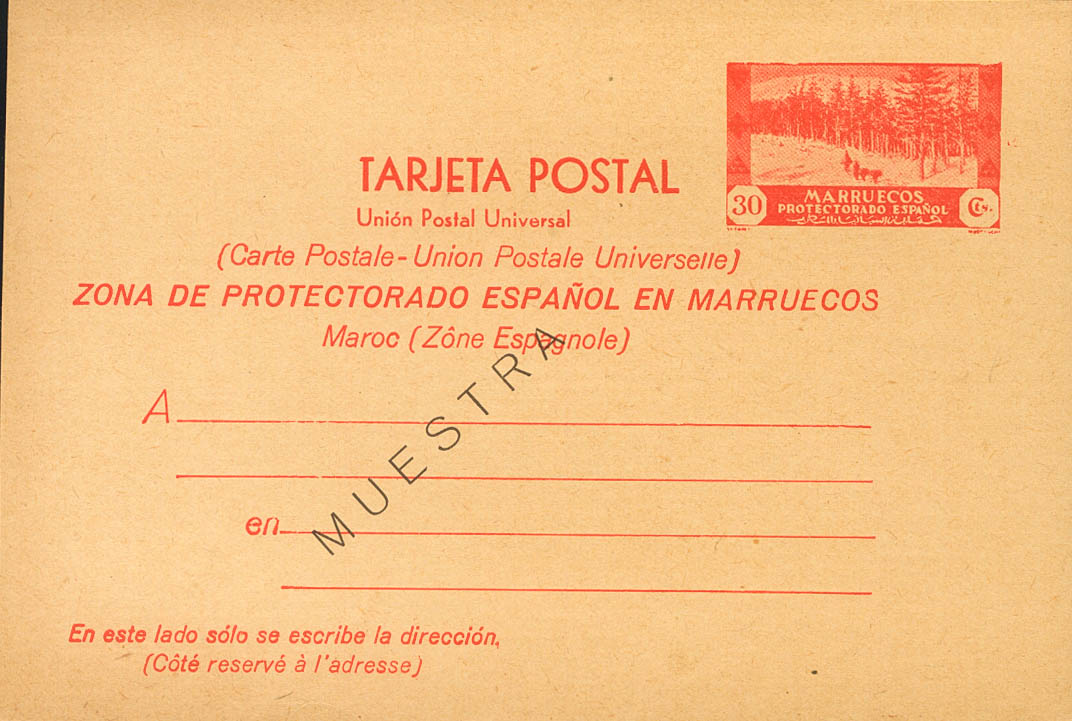 TARJETA POSTAL
Unión Postal Universal
(Carte Postale - Union Postale Universelle)
ZONA DE PROTECTORADO ESPAÑOL EN MARRUECOS
Maroc (Zône Espagnole)
30
MARRUECOS
PROTECTORADO ESPAÑOL
Cts.
A
en
MUESTRA
En este lado sólo se escribe la dirección,
(Côté reservé à l'adresse)